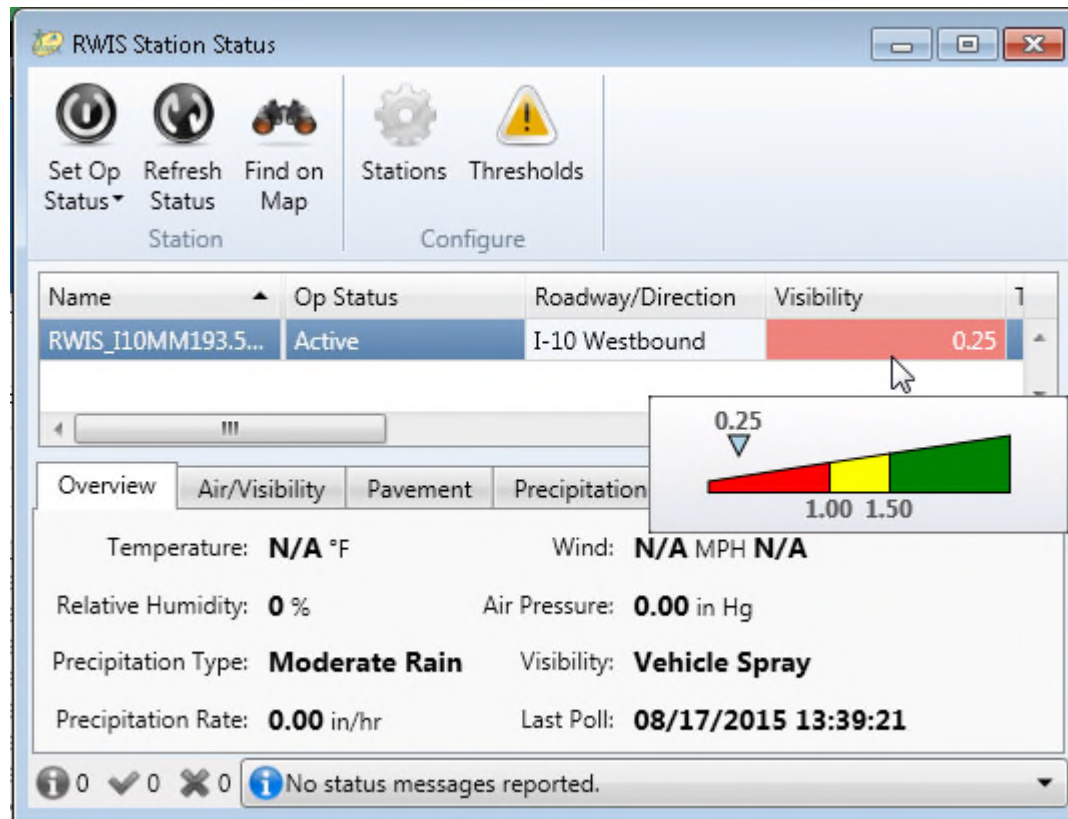 RWIS Station Status
Set Op Status
Refresh Status
Find on Map
Stations
Thresholds
Station
Configure
Name Op Status Roadway/Direction Visibility T
RWIS_I10MM193.5... Active I-10 Westbound 0.25
0.25
1.00 1.50
Overview Air/Visibility Pavement Precipitation
Temperature: N/A °F Wind: N/A MPH N/A
Relative Humidity: 0 % Air Pressure: 0.00 in Hg
Precipitation Type: Moderate Rain Visibility: Vehicle Spray
Precipitation Rate: 0.00 in/hr Last Poll: 08/17/2015 13:39:21
0 0 0 No status messages reported.